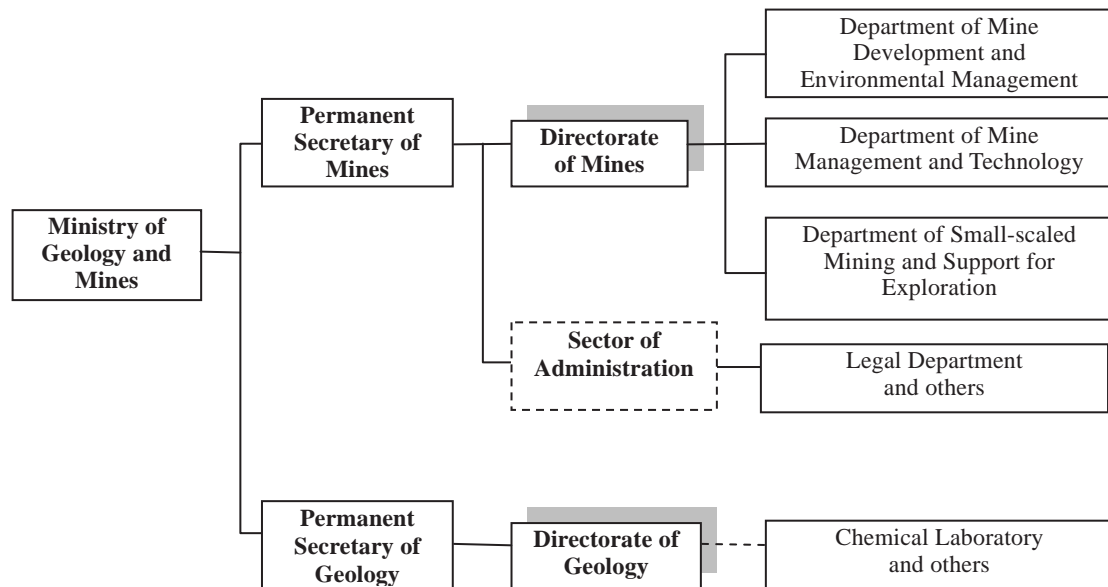 Ministry of
Geology and
Mines
Permanent
Secretary of
Mines
Directorate
of Mines
Department of Mine
Development and
Environmental Management
Department of Mine
Management and Technology
Department of Small-scaled
Mining and Support for
Exploration
Sector of
Administration
Legal Department
and others
Permanent
Secretary of
Geology
Directorate of
Geology
Chemical Laboratory
and others